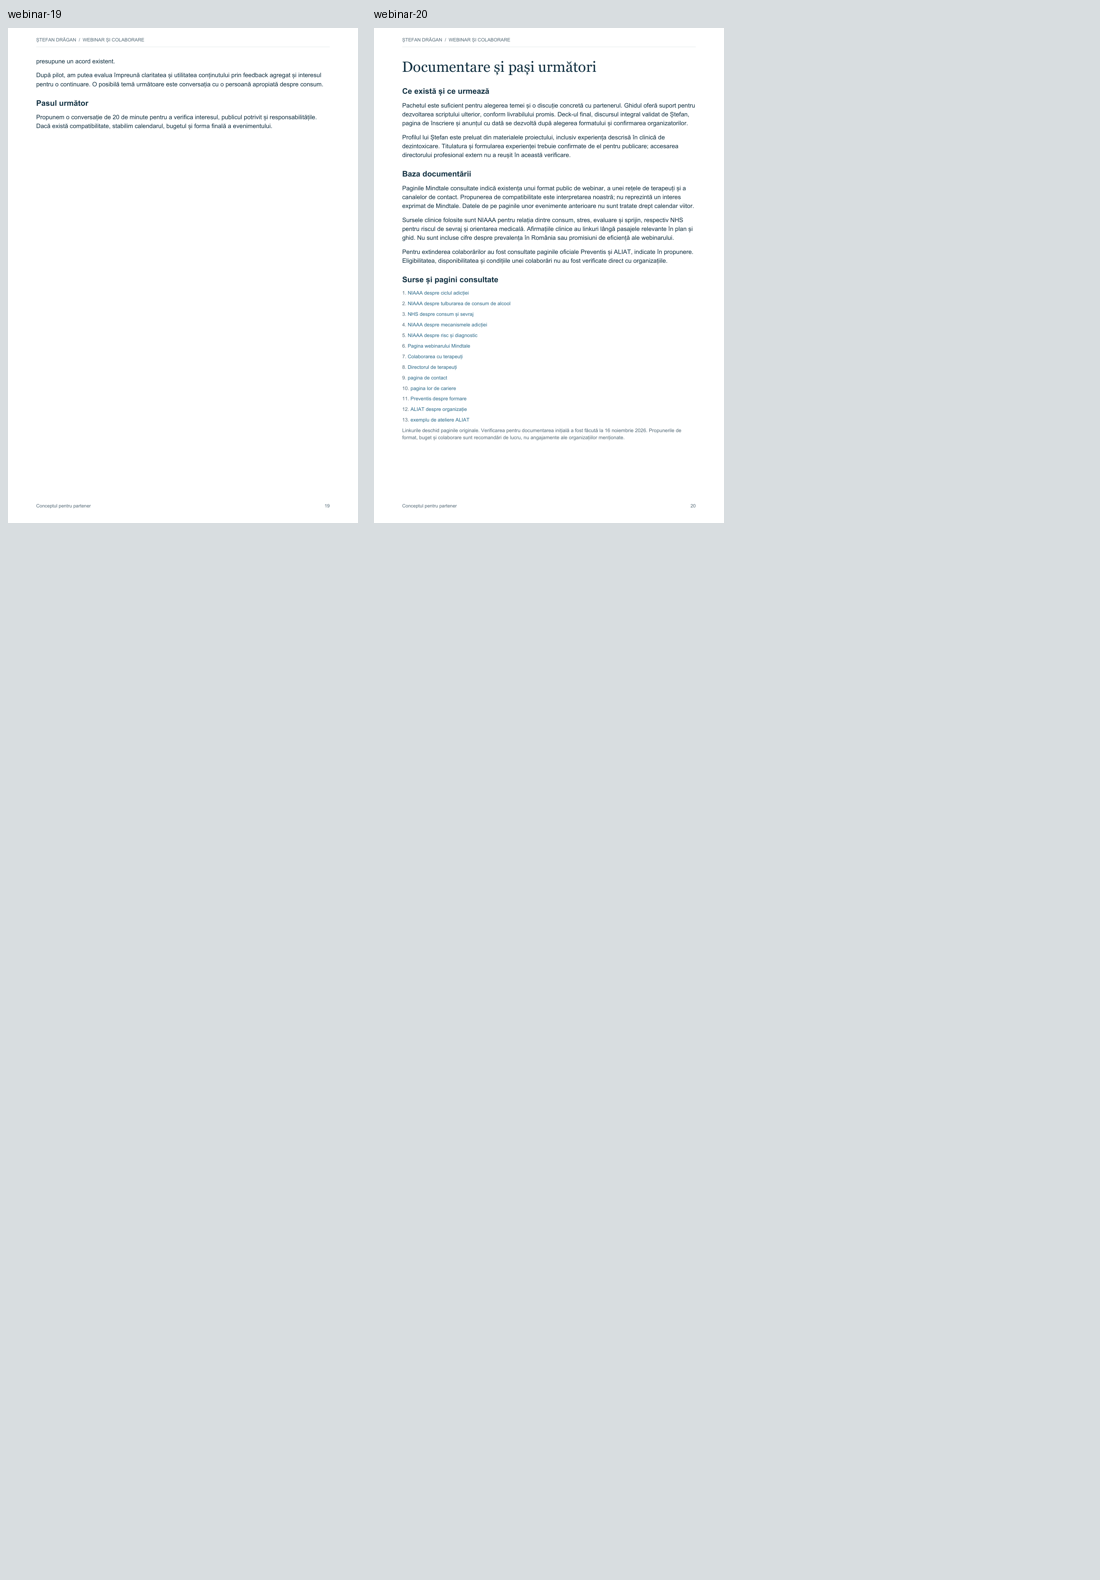 webinar-19
ȘTEFAN DRĂGAN / WEBINAR ȘI COLABORARE
presupune un acord existent.
După pilot, am putea evalua împreună claritatea și utilitatea conținutului prin feedback agregat și interesul
pentru o continuare. O posibilă temă următoare este conversația cu o persoană apropiată despre consum.
Pasul următor
Propunem o conversație de 20 de minute pentru a verifica interesul, publicul potrivit și responsabilitățile.
Dacă există compatibilitate, stabilim calendarul, bugetul și forma finală a evenimentului.
Conceptul pentru partener
19
webinar-20
ȘTEFAN DRĂGAN / WEBINAR ȘI COLABORARE
Documentare și pași următori
Ce există și ce urmează
Pachetul este suficient pentru alegerea temei și o discuție concretă cu partenerul. Ghidul oferă suport pentru
dezvoltarea scriptului ulterior, conform livrabilului promis. Deck-ul final, discursul integral validat de Ștefan,
pagina de înscriere și anunțul cu dată se dezvoltă după alegerea formatului și confirmarea organizatorilor.
Profilul lui Ștefan este preluat din materialele proiectului, inclusiv experiența descrisă în clinică de
dezintoxicare. Titulatura și formularea experienței trebuie confirmate de el pentru publicare; accesarea
directorului profesional extern nu a reușit în această verificare.
Baza documentării
Paginile Mindtale consultate indică existența unui format public de webinar, a unei rețele de terapeuți și a
canalelor de contact. Propunerea de compatibilitate este interpretarea noastră; nu reprezintă un interes
exprimat de Mindtale. Datele de pe paginile unor evenimente anterioare nu sunt tratate drept calendar viitor.
Sursele clinice folosite sunt NIAAA pentru relația dintre consum, stres, evaluare și sprijin, respectiv NHS
pentru riscul de sevraj și orientarea medicală. Afirmațiile clinice au linkuri lângă pasajele relevante în plan și
ghid. Nu sunt incluse cifre despre prevalența în România sau promisiuni de eficiență ale webinarului.
Pentru extinderea colaborărilor au fost consultate paginile oficiale Preventis și ALIAT, indicate în propunere.
Eligibilitatea, disponibilitatea și condițiile unei colaborări nu au fost verificate direct cu organizațiile.
Surse și pagini consultate
1. NIAAA despre ciclul adicției
2. NIAAA despre tulburarea de consum de alcool
3. NHS despre consum și sevraj
4. NIAAA despre mecanismele adicției
5. NIAAA despre risc și diagnostic
6. Pagina webinarului Mindtale
7. Colaborarea cu terapeuți
8. Directorul de terapeuți
9. pagina de contact
10. pagina lor de cariere
11. Preventis despre formare
12. ALIAT despre organizație
13. exemplu de ateliere ALIAT
Linkurile deschid paginile originale. Verificarea pentru documentarea inițială a fost făcută la 16 noiembrie 2026. Propunerile de
format, buget și colaborare sunt recomandări de lucru, nu angajamente ale organizațiilor menționate.
Conceptul pentru partener
20